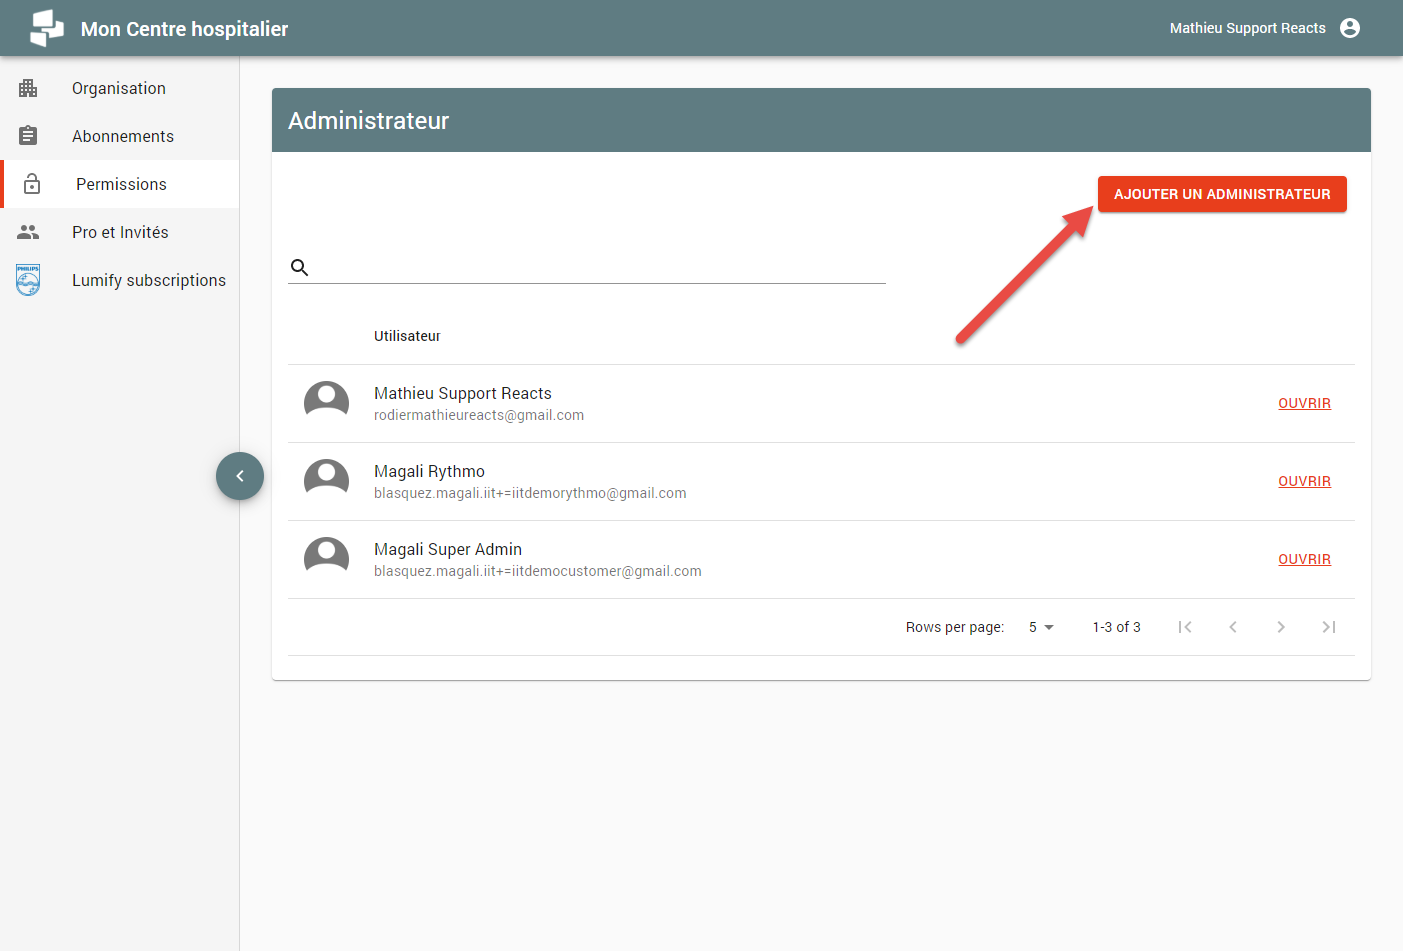 Mon Centre hospitalier
Mathieu Support Reacts
Organisation
Abonnements
Permissions
Pro et Invités
PHILIPS
Lumify subscriptions
Administrateur
AJOUTER UN ADMINISTRATEUR
Utilisateur
Mathieu Support Reacts
rodiermathieureacts@gmail.com
OUVRIR
Magali Rythmo
blasquez.magali.iit+=iitdemorythmo@gmail.com
OUVRIR
Magali Super Admin
blasquez.magali.iit+=iitdemocustomer@gmail.com
OUVRIR
Rows per page: 5 1-3 of 3